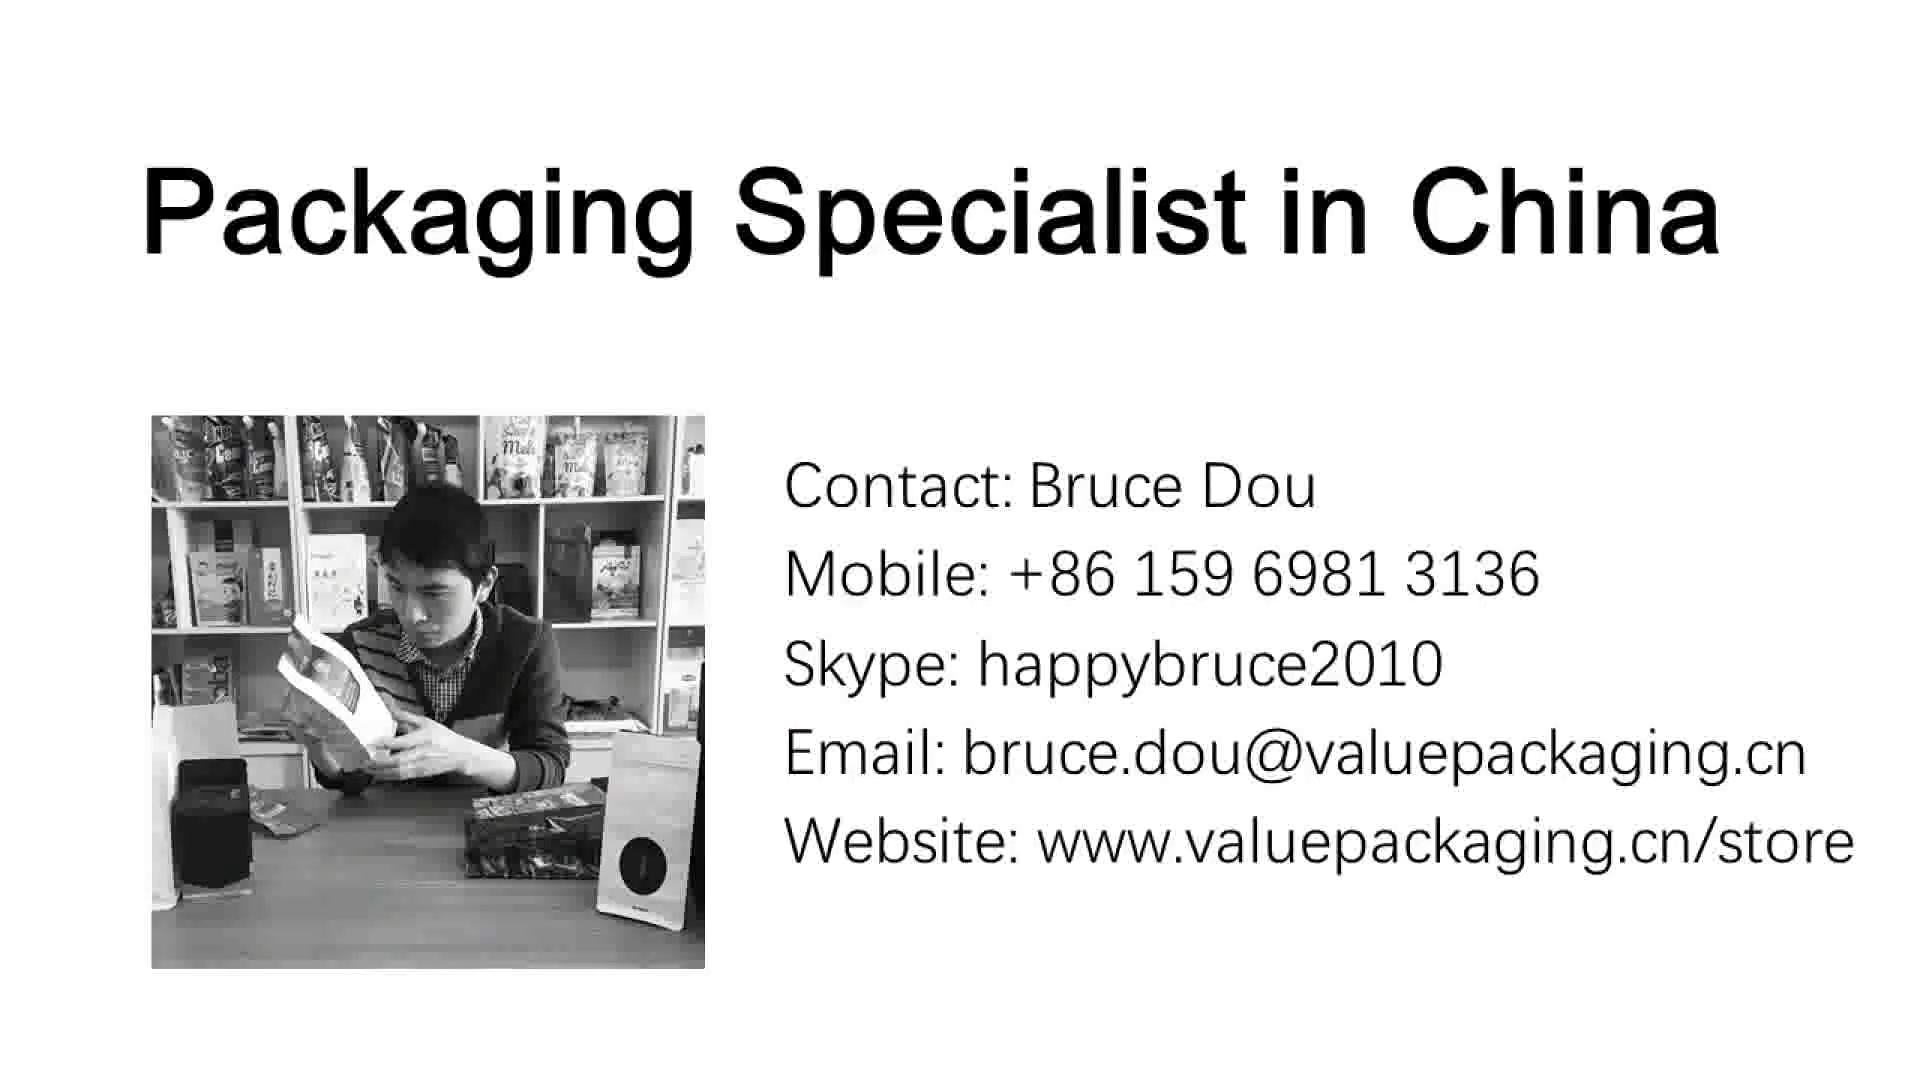 Packaging Specialist in China
Contact: Bruce Dou
Mobile: +86 159 6981 3136
Skype: happybruce2010
Email: bruce.dou@valuepackaging.cn
Website: www.valuepackaging.cn/store